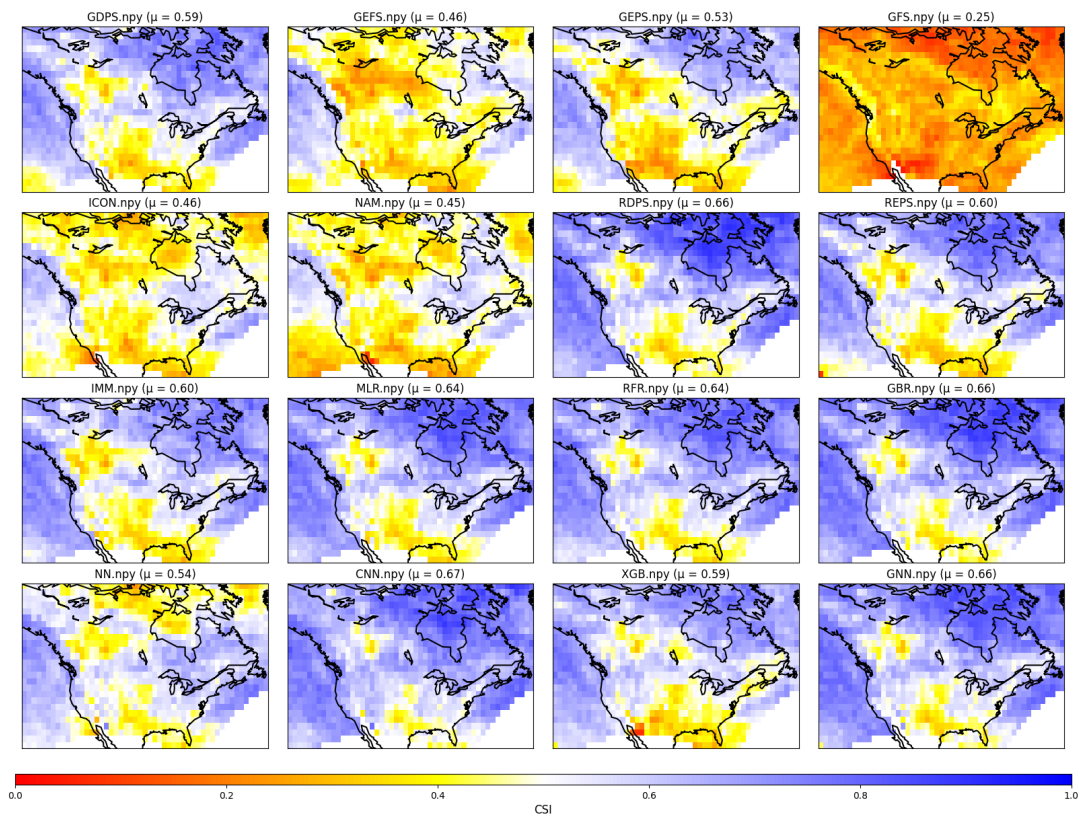 GDPS.npy (μ = 0.59)
GEFS.npy (μ = 0.46)
GEPS.npy (μ = 0.53)
GFS.npy (μ = 0.25)
ICON.npy (μ = 0.46)
NAM.npy (μ = 0.45)
RDPS.npy (μ = 0.66)
REPS.npy (μ = 0.60)
IMM.npy (μ = 0.60)
MLR.npy (μ = 0.64)
RFR.npy (μ = 0.64)
GBR.npy (μ = 0.66)
NN.npy (μ = 0.54)
CNN.npy (μ = 0.67)
XGB.npy (μ = 0.59)
GNN.npy (μ = 0.66)
0.0 0.2 0.4 0.6 0.8 1.0
CSI